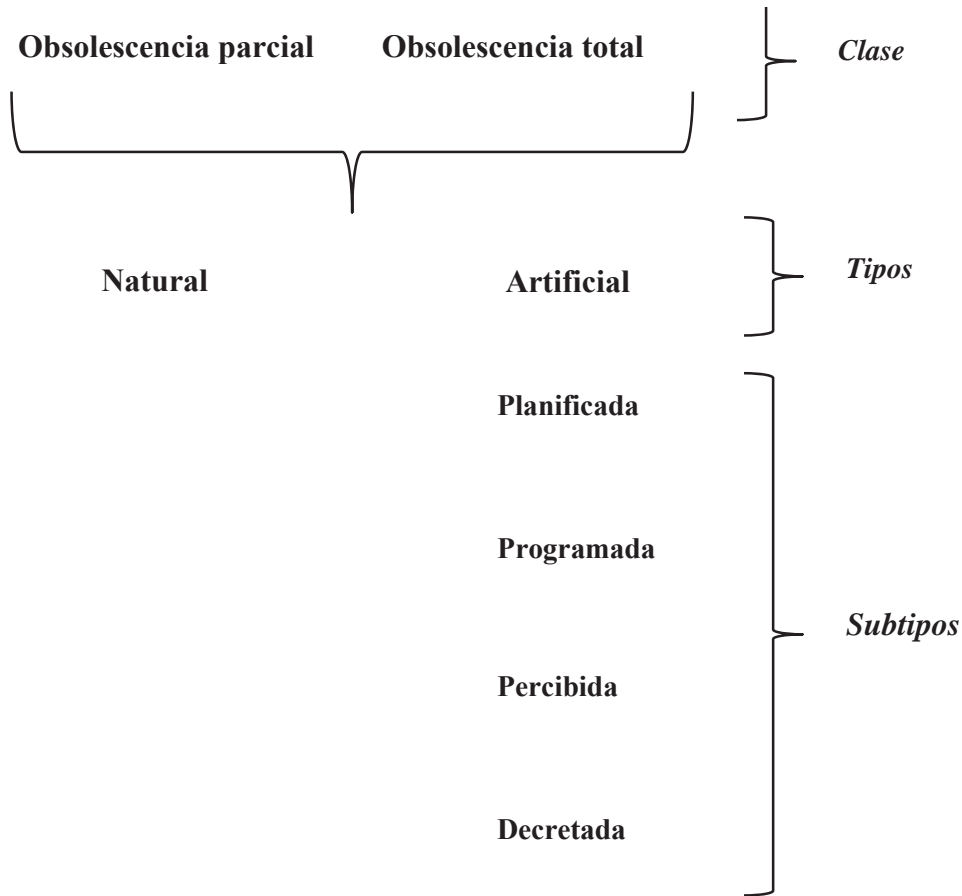 Obsolescencia parcial Obsolescencia total Clase
Natural Artificial Tipos
Planificada
Programada
Subtipos
Percibida
Decretada